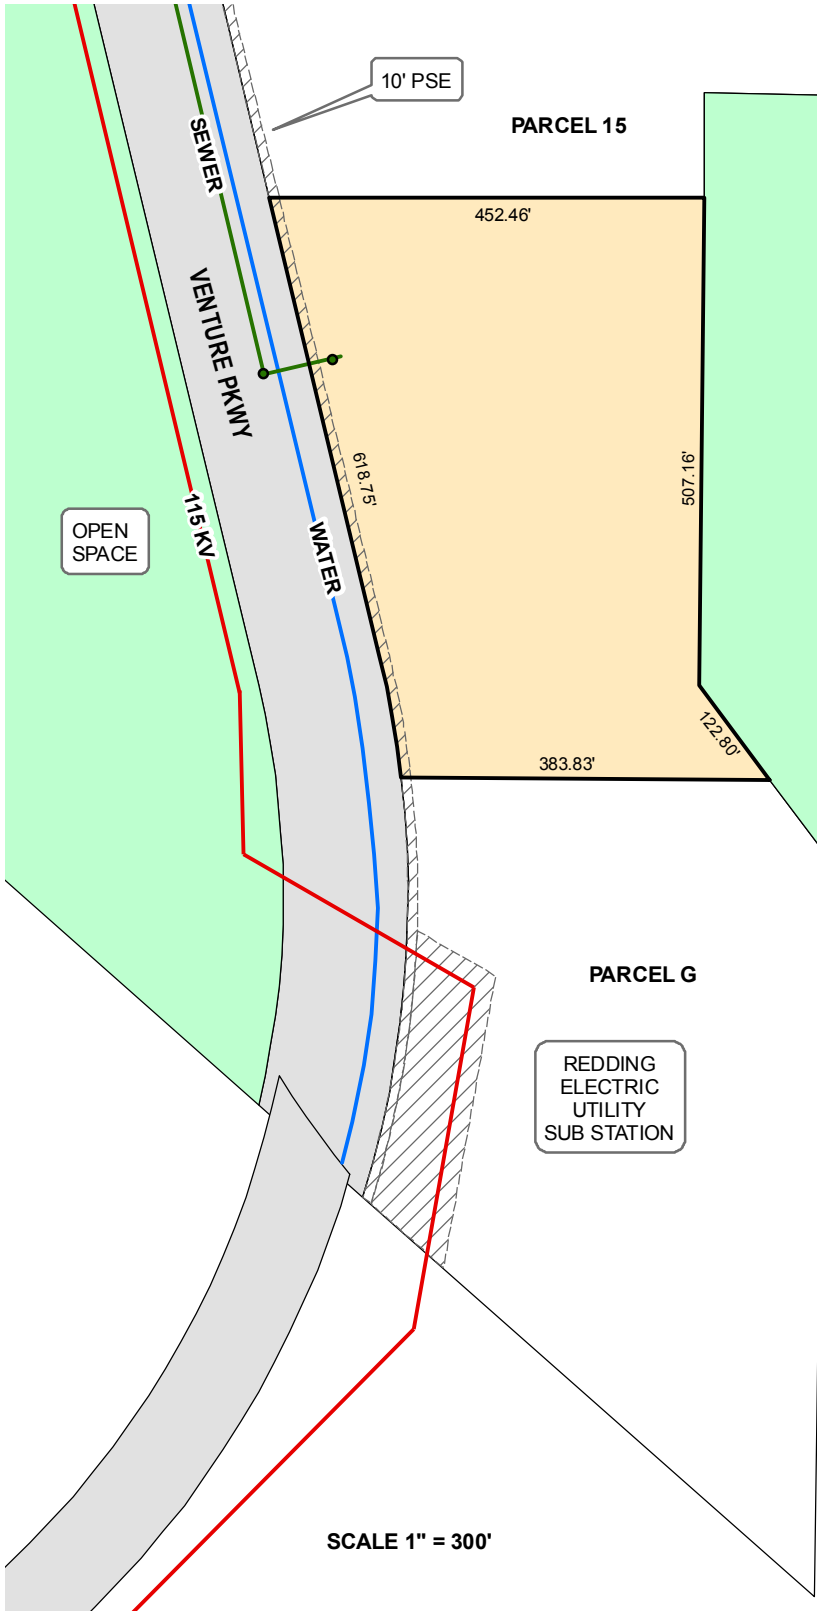 10' PSE
PARCEL 15
SEWER
452.46'
VENTURE PKWY
618.75'
507.16'
115 KV
OPEN
SPACE
WATER
122.80'
383.83'
PARCEL G
REDDING
ELECTRIC
UTILITY
SUB STATION
SCALE 1" = 300'